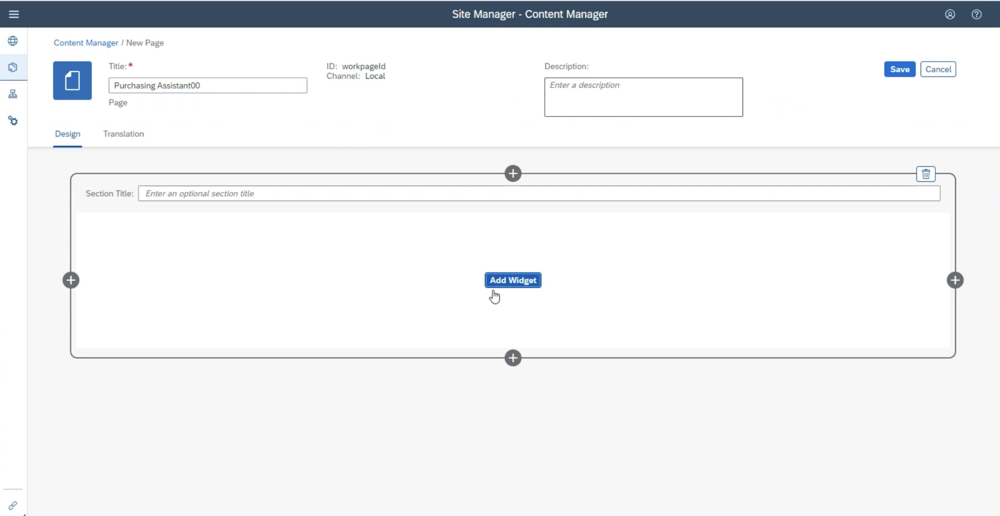 Site Manager - Content Manager
Content Manager / New Page
Title:*
Purchasing Assistant00
Page
ID: workpageId
Channel: Local
Description:
Enter a description
Save
Cancel
Design
Translation
Section Title:
Enter an optional section title
Add Widget